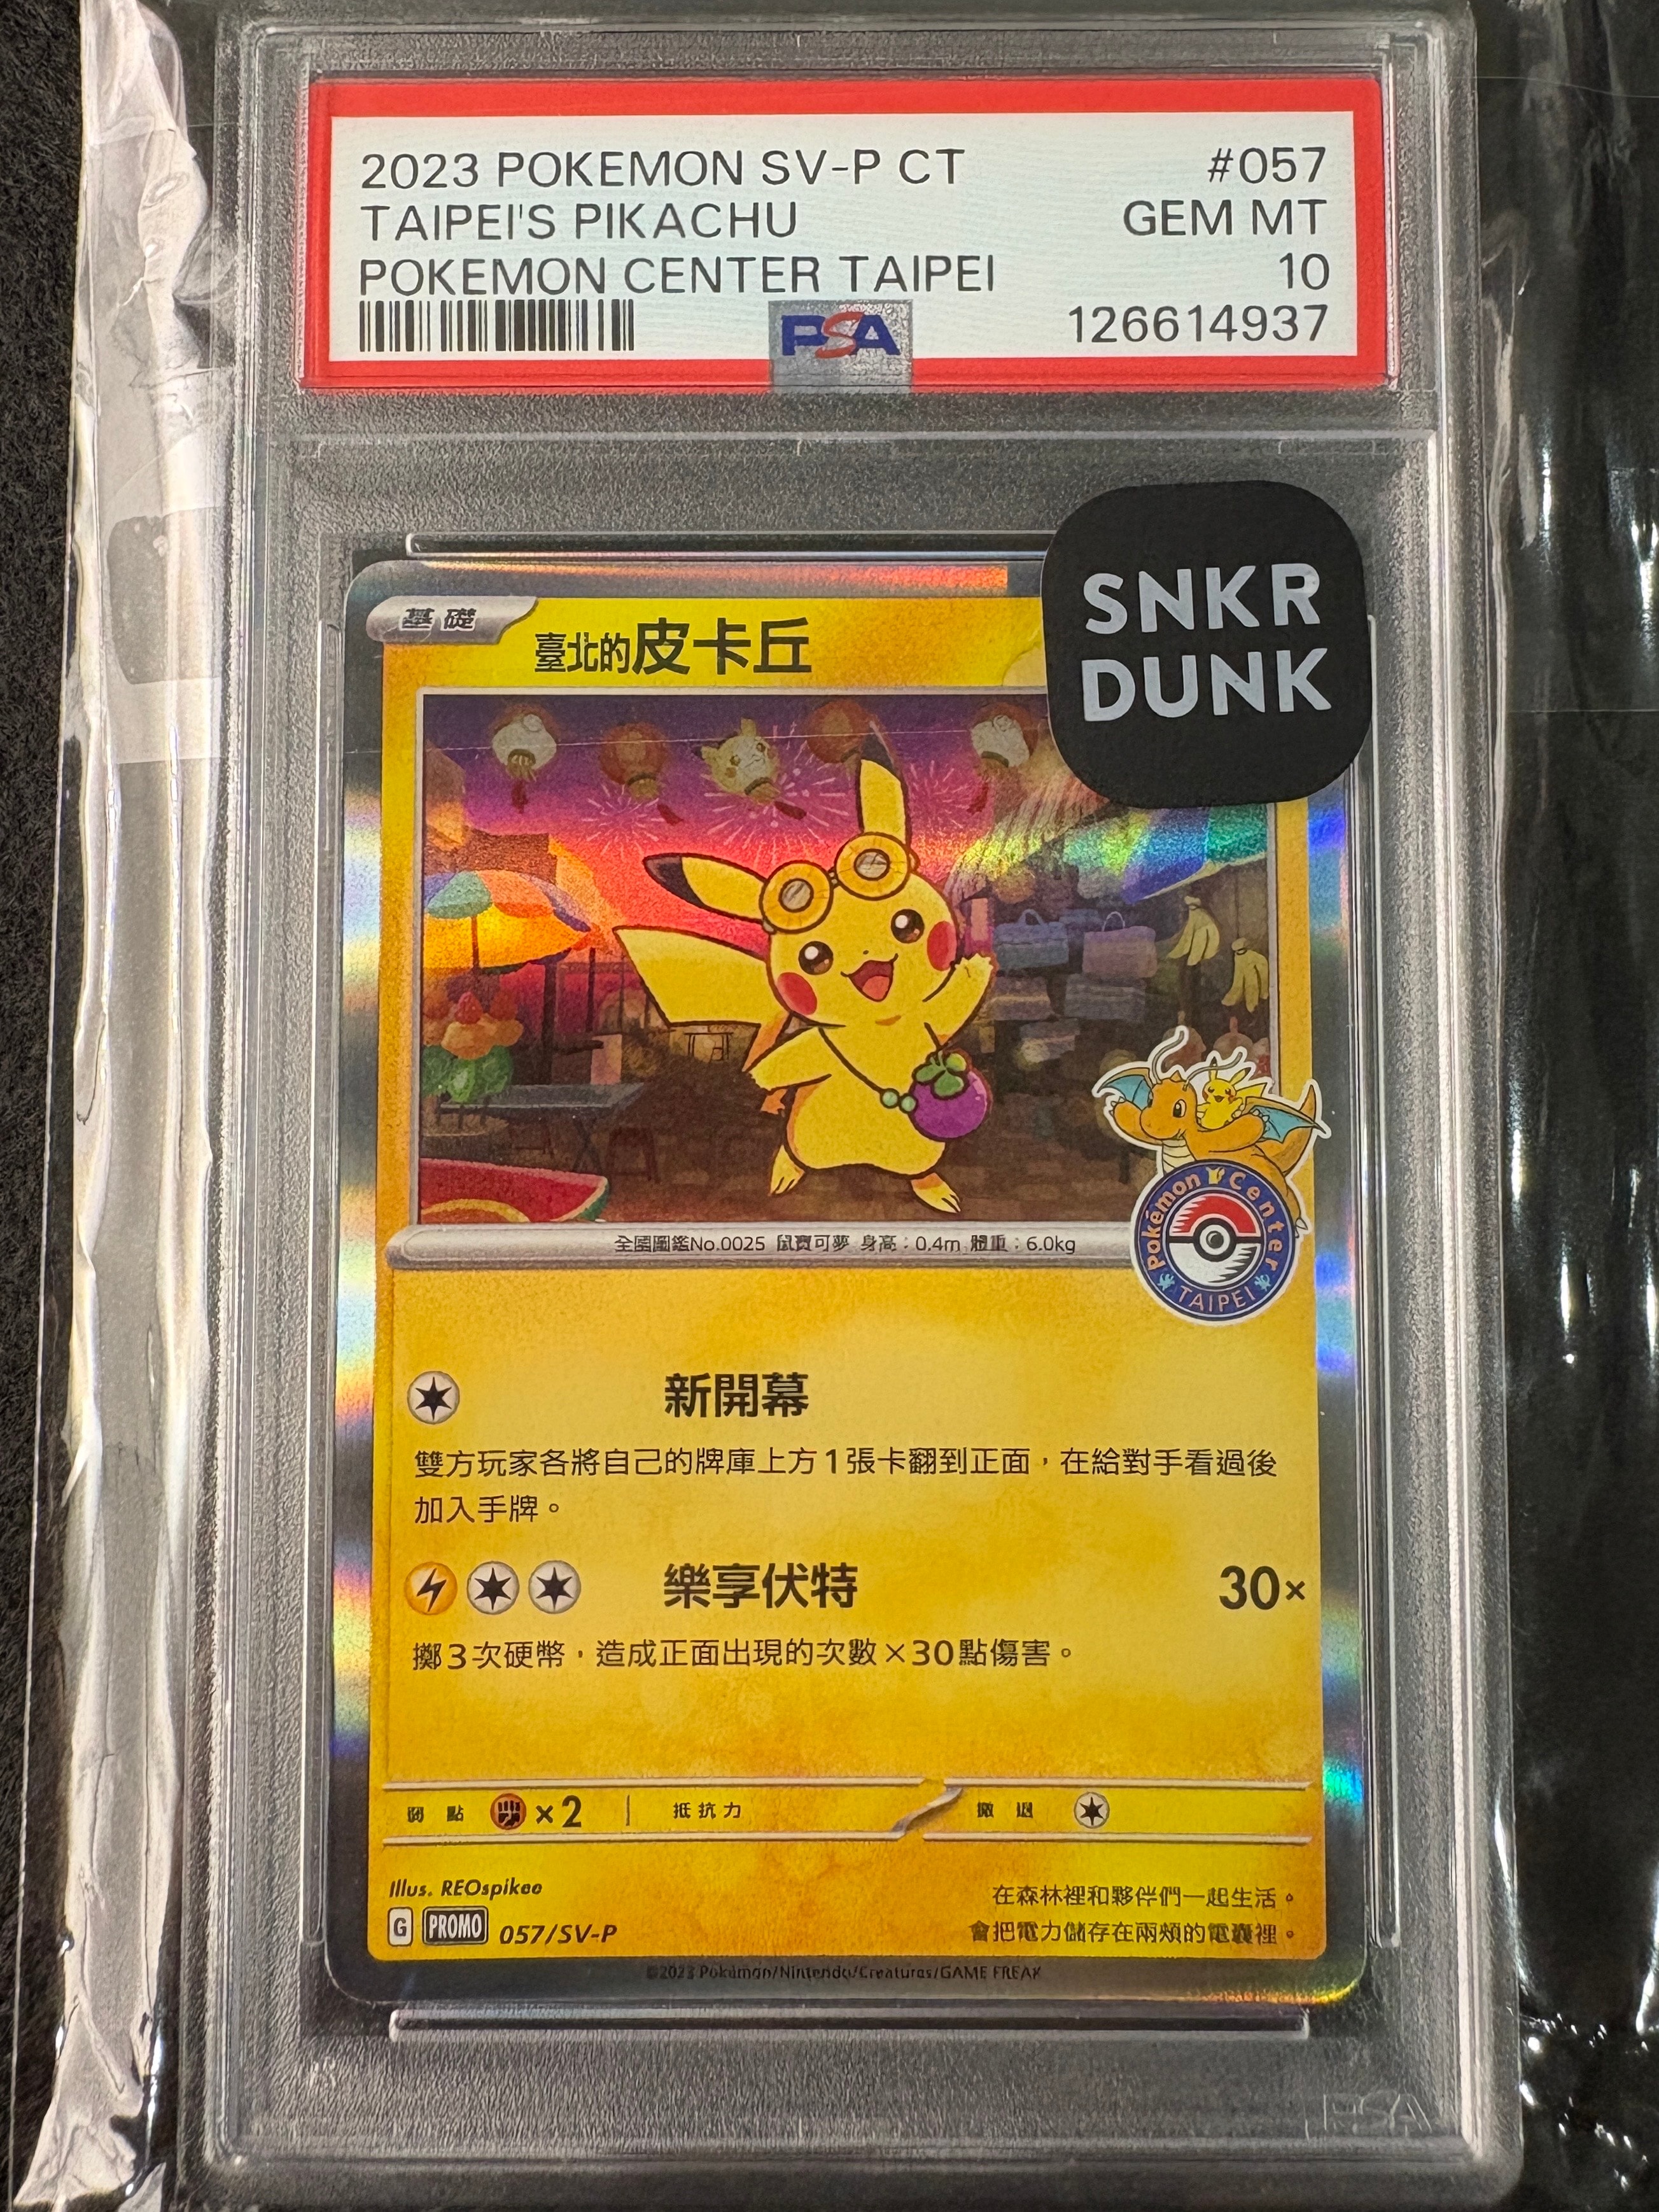 2023 POKEMON SV-P CT #057
TAIPEI'S PIKACHU GEM MT
POKEMON CENTER TAIPEI 10
PSA 126614937
SNKR
DUNK
基礎
臺北的皮卡丘
全國圖鑑No.0025 鼠寶可夢 身高：0.4m 體重：6.0kg
Pokémon Center
TAIPEI
新開幕
雙方玩家各將自己的牌庫上方1張卡翻到正面，在給對手看過後
加入手牌。
樂享伏特 30×
擲3次硬幣，造成正面出現的次數×30點傷害。
弱點 ×2 抵抗力 撤退
Illus. REOspikee
在森林裡和夥伴們一起生活。
G PROMO 057/SV-P
會把電力儲存在兩頰的電囊裡。
©2023 Pokémon/Nintendo/Creatures/GAME FREAK
PSA